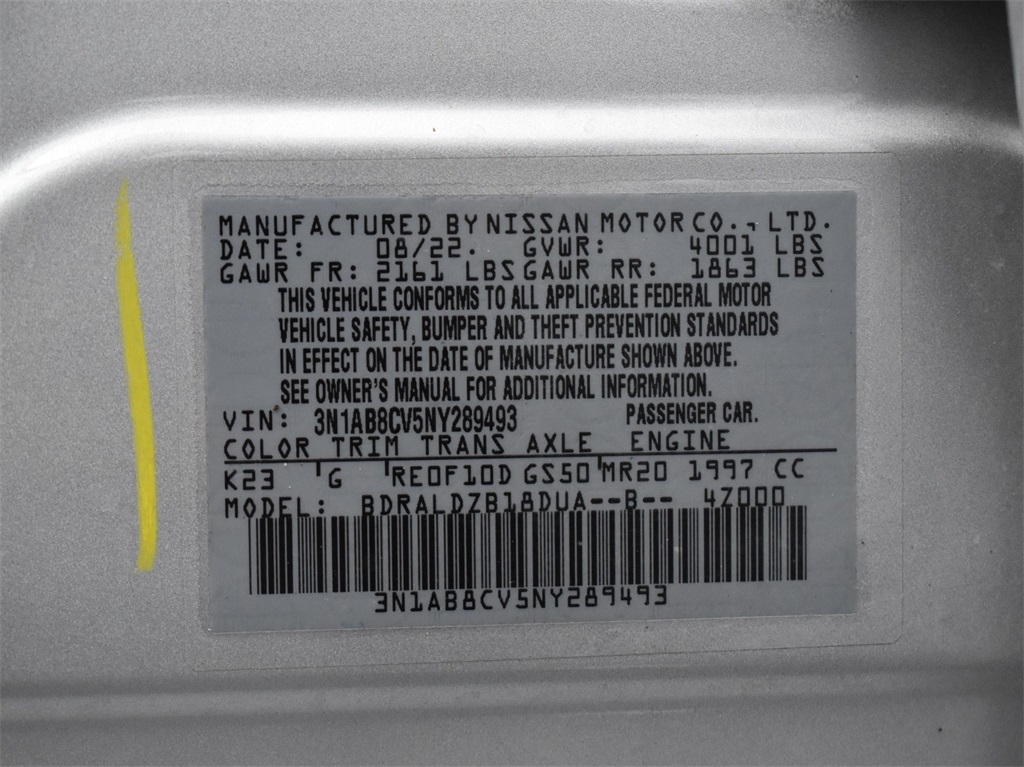 MANUFACTURED BY NISSAN MOTOR CO., LTD.
DATE: 08/22. GVWR: 4001 LBS
GAWR FR: 2161 LBS GAWR RR: 1863 LBS
THIS VEHICLE CONFORMS TO ALL APPLICABLE FEDERAL MOTOR
VEHICLE SAFETY, BUMPER AND THEFT PREVENTION STANDARDS
IN EFFECT ON THE DATE OF MANUFACTURE SHOWN ABOVE.
SEE OWNER'S MANUAL FOR ADDITIONAL INFORMATION.
VIN: 3N1AB8CV5NY289493 PASSENGER CAR.
COLOR TRIM TRANS AXLE ENGINE
K23 G RE0F10D GS50 MR20 1997 CC
MODEL: BDRALDZB18DUA--B-- 4Z000
3N1AB8CV5NY289493